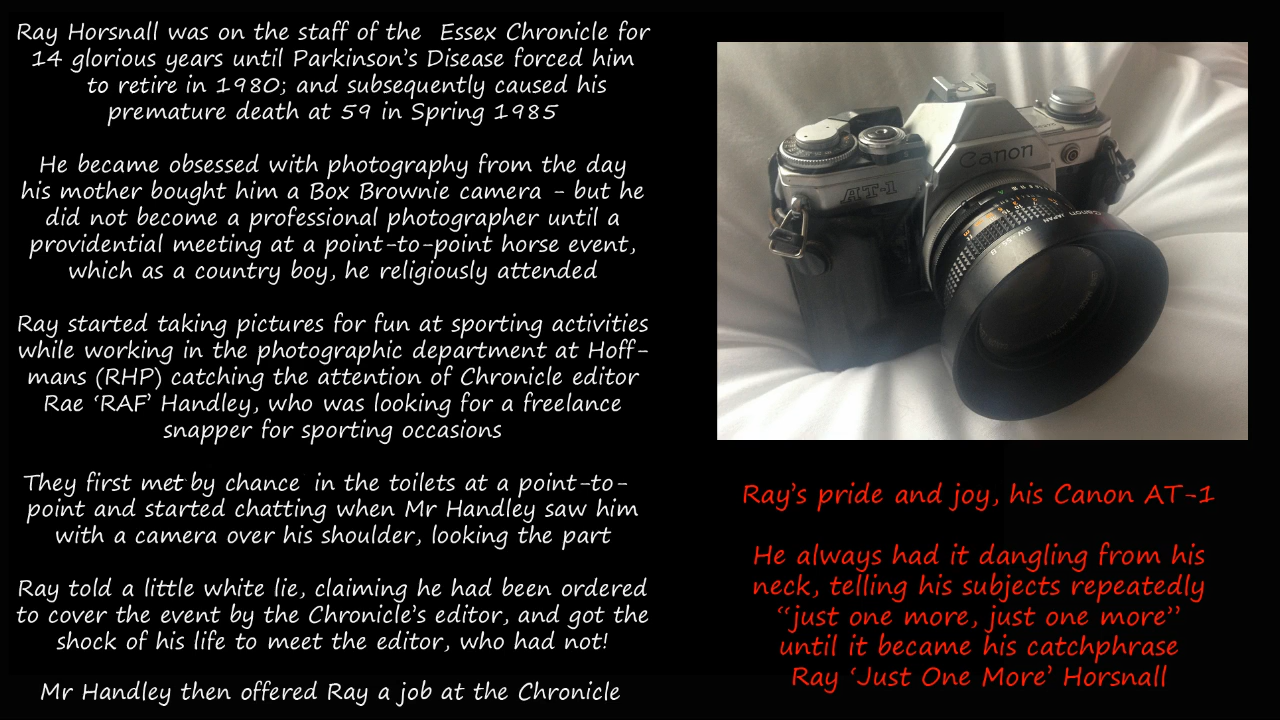 Ray Horsnall was on the staff of the Essex Chronicle for
14 glorious years until Parkinson's Disease forced him
to retire in 1980; and subsequently caused his
premature death at 59 in Spring 1985
He became obsessed with photography from the day
his mother bought him a Box Brownie camera - but he
did not become a professional photographer until a
providential meeting at a point-to-point horse event,
which as a country boy, he religiously attended
Ray started taking pictures for fun at sporting activities
while working in the photographic department at Hoff-
mans (RHP) catching the attention of Chronicle editor
Rae ‘RAF’ Handley, who was looking for a freelance
snapper for sporting occasions
They first met by chance in the toilets at a point-to-
point and started chatting when Mr Handley saw him
with a camera over his shoulder, looking the part
Ray told a little white lie, claiming he had been ordered
to cover the event by the Chronicle's editor, and got the
shock of his life to meet the editor, who had not!
Mr Handley then offered Ray a job at the Chronicle
Canon
AT-1
Canon
JAPAN
BW-55B
Ray's pride and joy, his Canon AT-1
He always had it dangling from his
neck, telling his subjects repeatedly
“just one more, just one more”
until it became his catchphrase
Ray ‘Just One More’ Horsnall